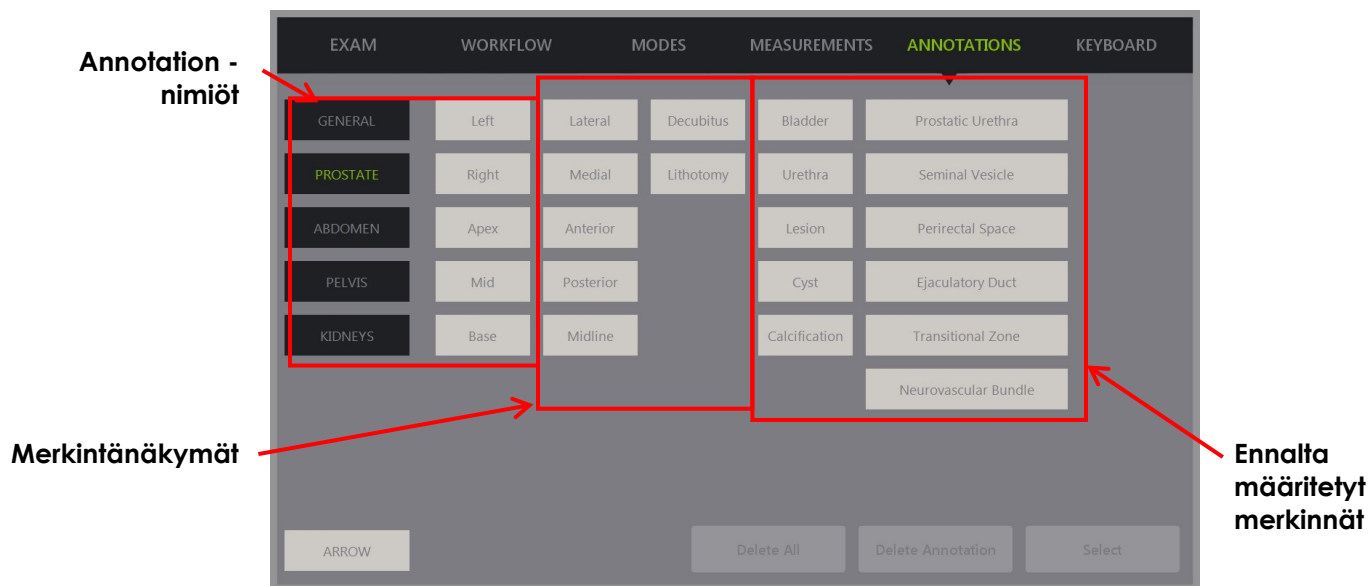 EXAM WORKFLOW MODES MEASUREMENTS ANNOTATIONS KEYBOARD
Annotation -
nimiöt
GENERAL Left Lateral Decubitus Bladder Prostatic Urethra
PROSTATE Right Medial Lithotomy Urethra Seminal Vesicle
ABDOMEN Apex Anterior Lesion Perirectal Space
PELVIS Mid Posterior Cyst Ejaculatory Duct
KIDNEYS Base Midline Calcification Transitional Zone
Neurovascular Bundle
Merkintänäkymät
Ennalta
määritetyt
merkinnät
ARROW Delete All Delete Annotation Select